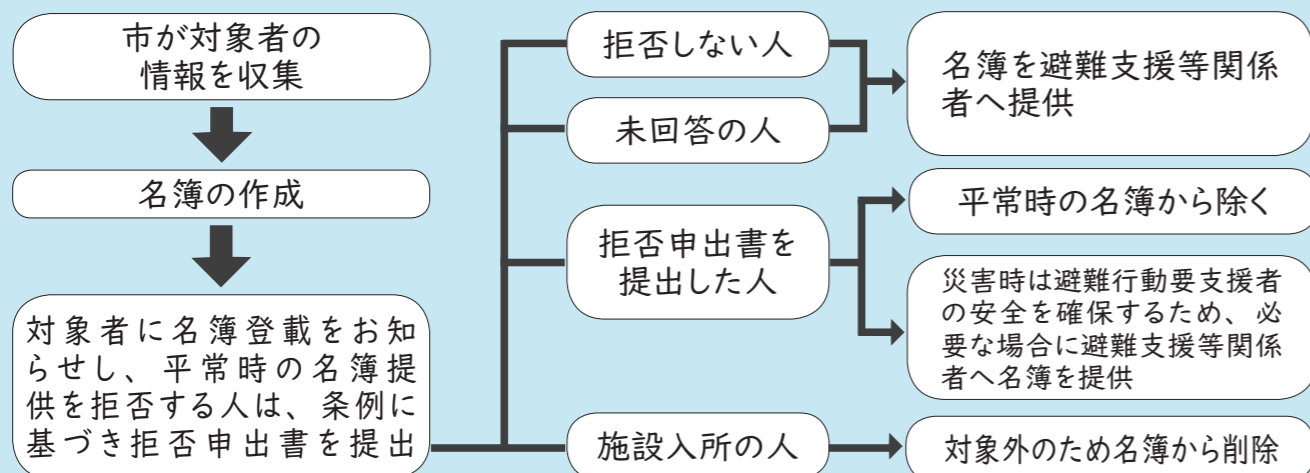 市が対象者の
情報を収集
名簿の作成
対象者に名簿登載をお知
らせし、平常時の名簿提
供を拒否する人は、条例に
基づき拒否申出書を提出
拒否しない人
未回答の人
名簿を避難支援等関係
者へ提供
拒否申出書を
提出した人
平常時の名簿から除く
災害時は避難行動要支援者
の安全を確保するため、必
要な場合に避難支援等関係
者へ名簿を提供
施設入所の人
対象外のため名簿から削除